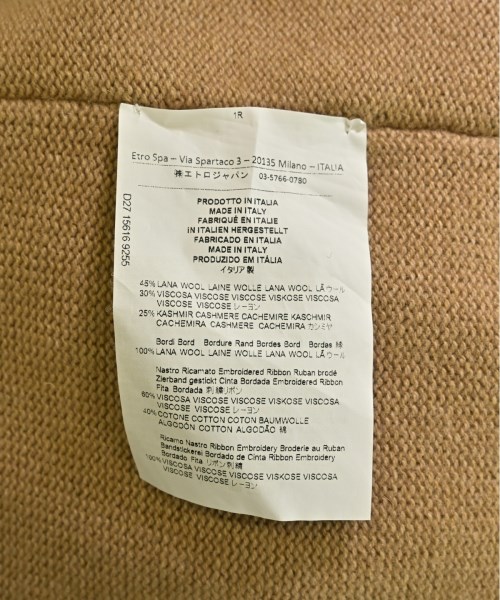 1R
Etro Spa – Via Spartaco 3 – 20135 Milano – ITALIA
㈱エトロジャパン 03-5766-0780
D27 15616 9255
PRODOTTO IN ITALIA
MADE IN ITALY
FABRIQUÉ EN ITALIE
IN ITALIEN HERGESTELLT
FABRICADO EN ITALIA
MADE IN ITALY
PRODUZIDO EM ITÁLIA
イタリア製
45% LANA WOOL LAINE WOLLE LANA WOOL LÃ ウール
30% VISCOSA VISCOSE VISCOSE VISKOSE VISCOSA
VISCOSE VISCOSE レーヨン
25% KASHMIR CASHMERE CACHEMIRE KASCHMIR
CACHEMIRA CASHMERE CACHEMIRA カシミヤ
Bordi Bord Bordure Rand Bordes Bord Bordas 縁
100% LANA WOOL LAINE WOLLE LANA WOOL LÃ ウール
Nastro Ricamato Embroidered Ribbon Ruban brodé
Zierband gestickt Cinta Bordada Embroidered Ribbon
Fita Bordada 刺繍リボン
60% VISCOSA VISCOSE VISCOSE VISKOSE VISCOSA
VISCOSE VISCOSE レーヨン
40% COTONE COTTON COTON BAUMWOLLE
ALGODÓN COTTON ALGODÃO 綿
Ricamo Nastro Ribbon Embroidery Broderie au Ruban
Bandstickerei Bordado de Cinta Ribbon Embroidery
Bordado Fita リボン刺繍
100% VISCOSA VISCOSE VISCOSE VISKOSE VISCOSA
VISCOSE VISCOSE レーヨン